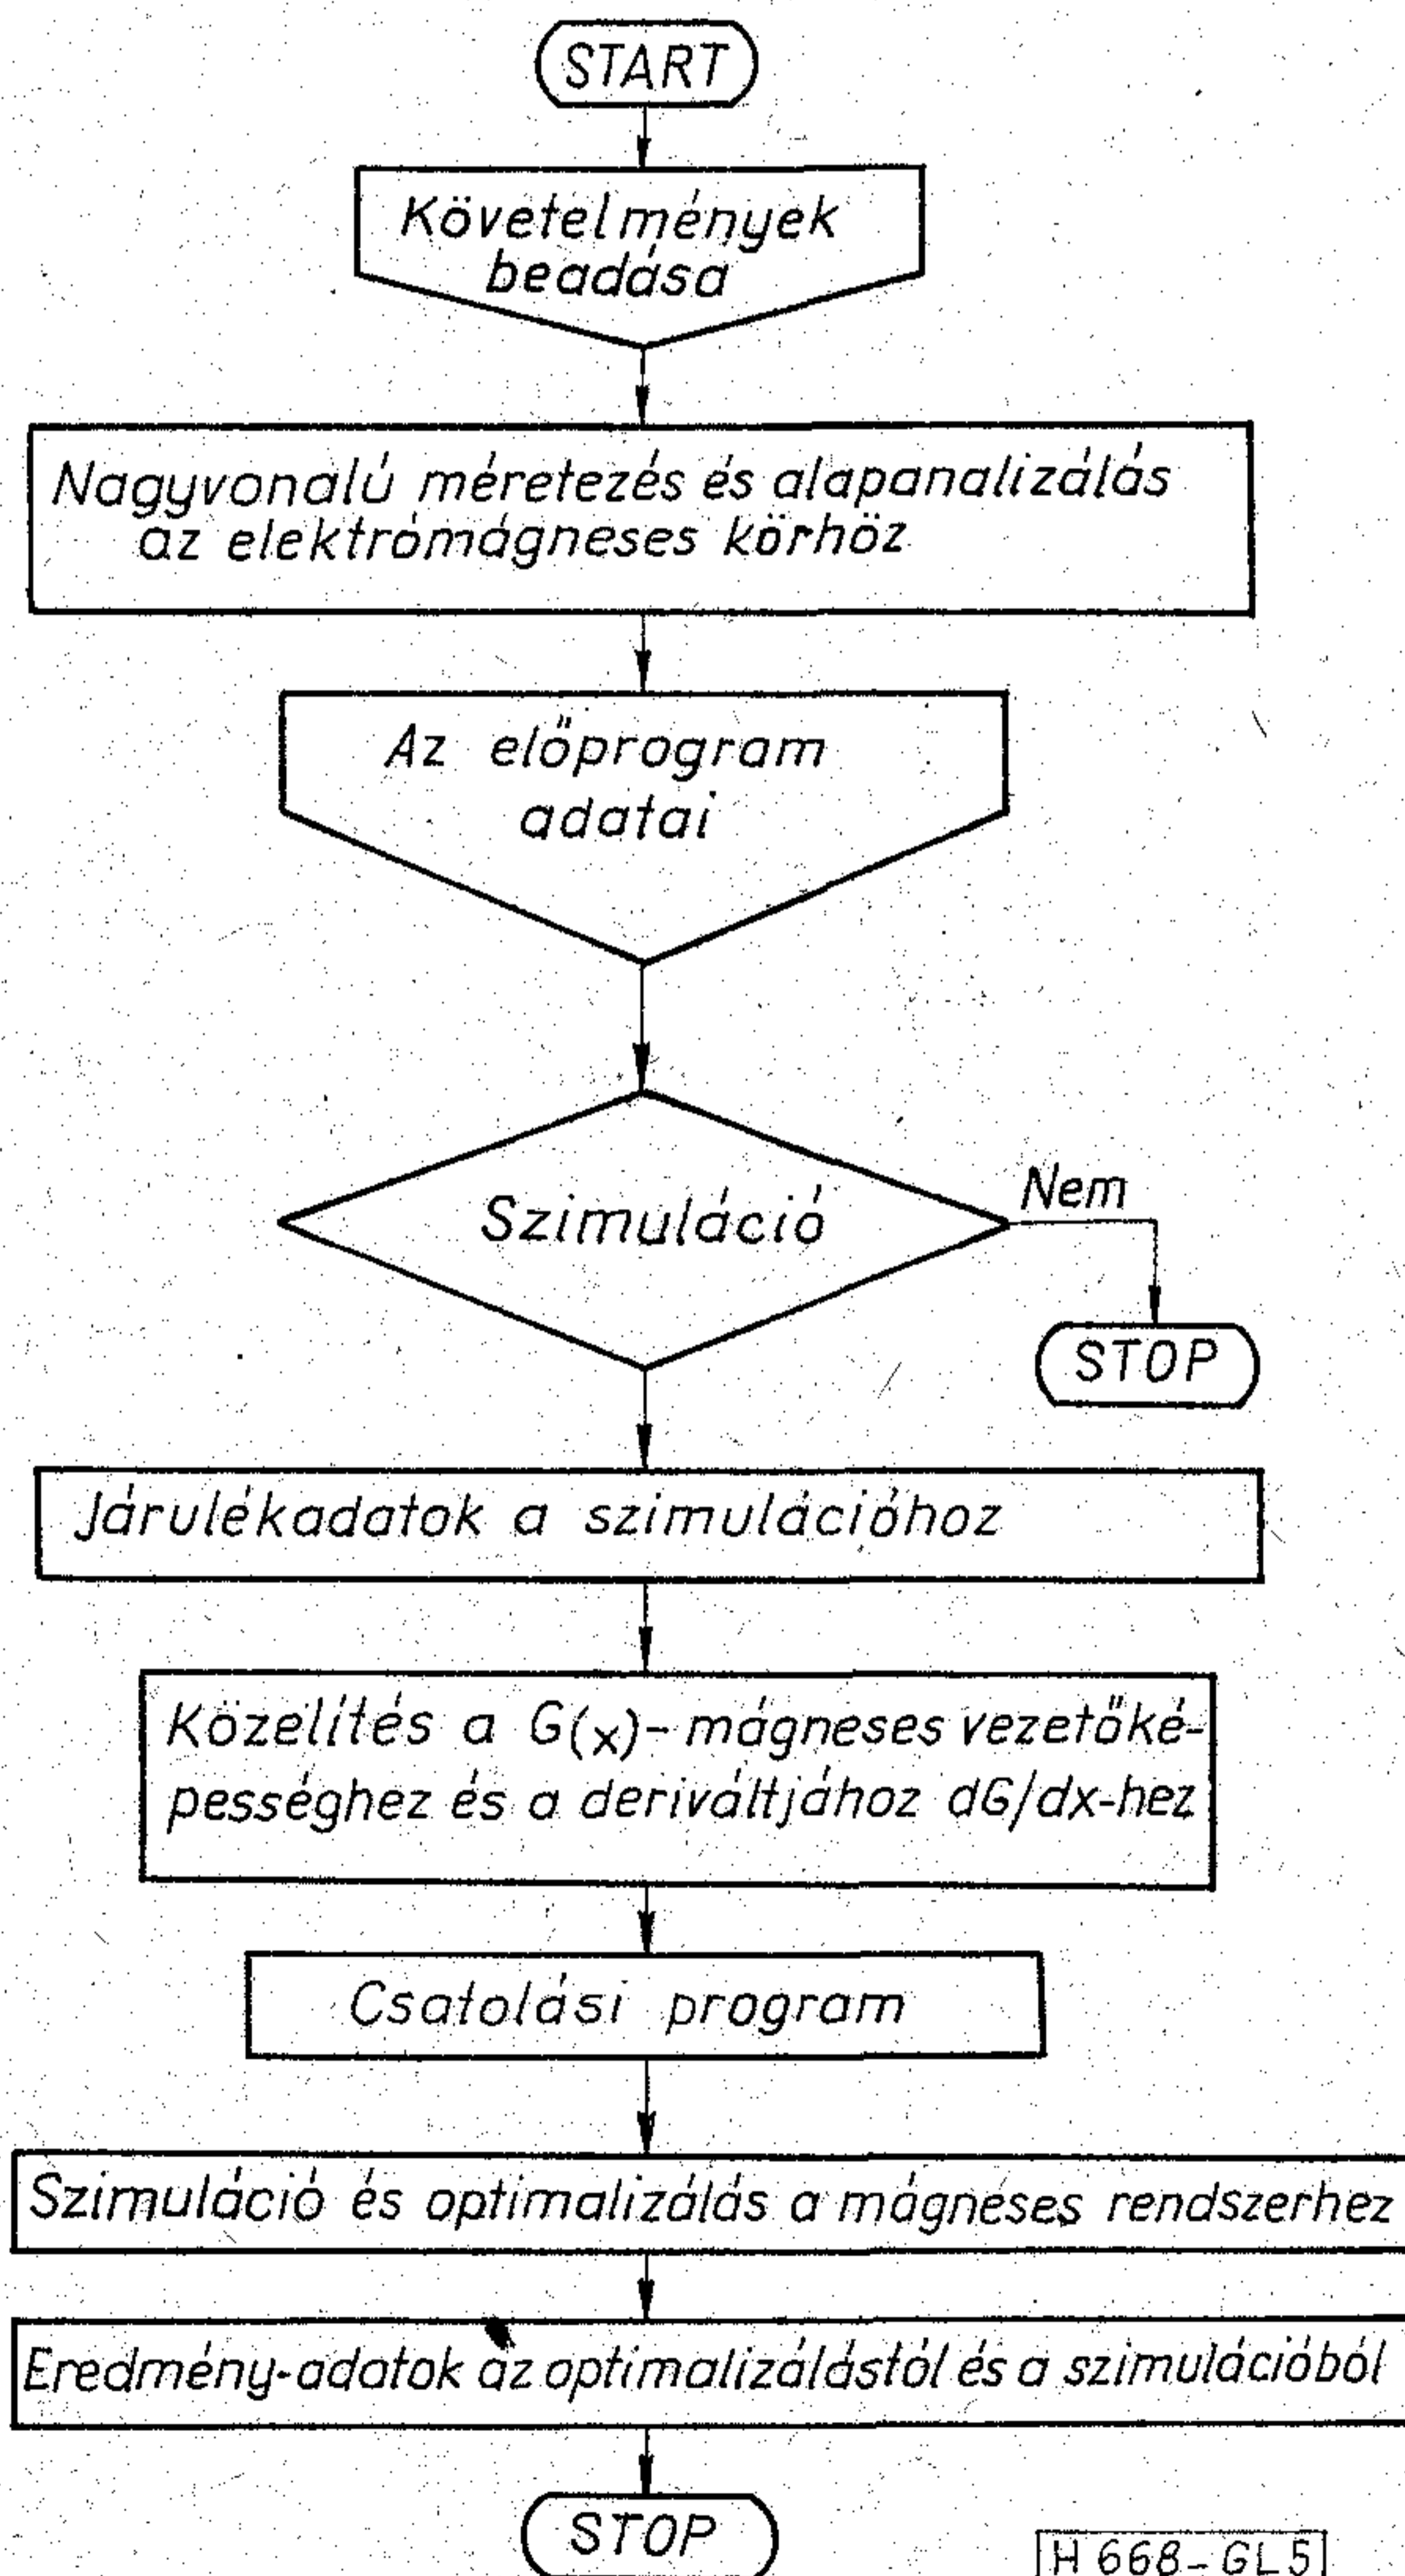 START
Követelmények
beadása
Nagyvonalú méretezés és alapanalizálás
az elektromágneses körhöz
Az előprogram
adatai
Szimuláció
Nem
STOP
Járulékadatok a szimulációhoz
Közelítés a G(x)- mágneses vezetőké-
pességhez és a deriváltjához dG/dx-hez
Csatolási program
Szimuláció és optimalizálás a mágneses rendszerhez
Eredmény-adatok az optimalizálástól és a szimulációból
STOP
H 668-GL5